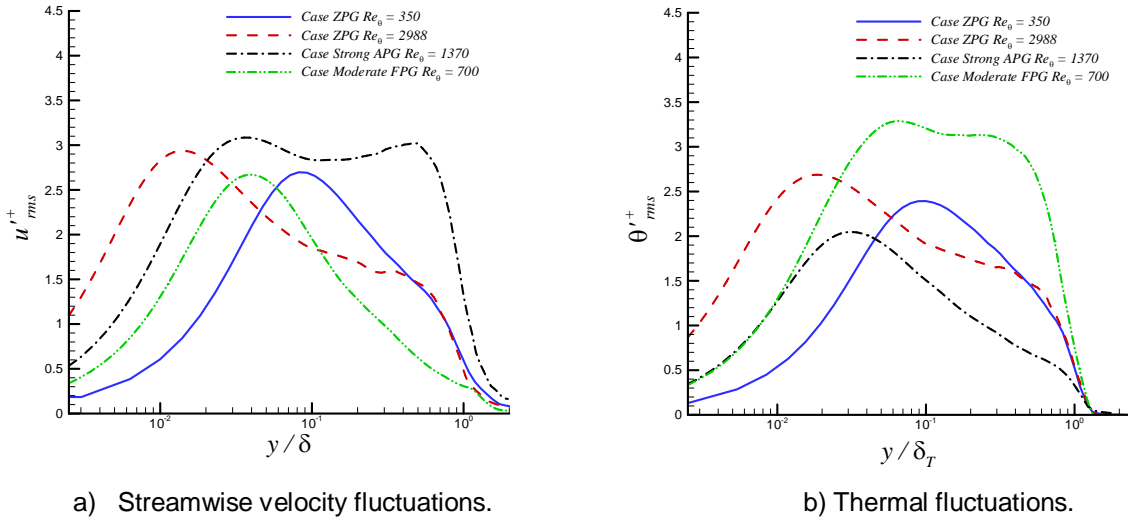 4.5
4
3.5
3
2.5
2
1.5
1
0.5
0
u'⁺rms
10⁻² 10⁻¹ 10⁰
y / δ
Case ZPG Reθ = 350
Case ZPG Reθ = 2988
Case Strong APG Reθ = 1370
Case Moderate FPG Reθ = 700
a) Streamwise velocity fluctuations.
4.5
4
3.5
3
2.5
2
1.5
1
0.5
0
θ'⁺rms
10⁻² 10⁻¹ 10⁰
y / δT
Case ZPG Reθ = 350
Case ZPG Reθ = 2988
Case Strong APG Reθ = 1370
Case Moderate FPG Reθ = 700
b) Thermal fluctuations.